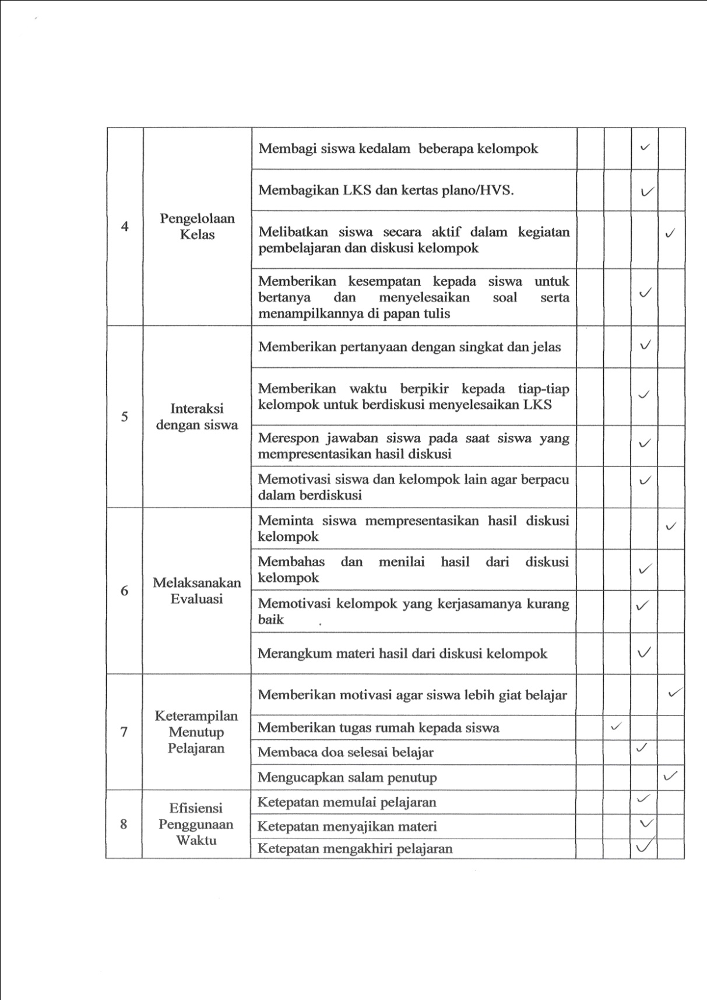 4
Pengelolaan
Kelas
Membagi siswa kedalam beberapa kelompok
✓
Membagikan LKS dan kertas plano/HVS.
✓
Melibatkan siswa secara aktif dalam kegiatan
pembelajaran dan diskusi kelompok
✓
Memberikan kesempatan kepada siswa untuk
bertanya dan menyelesaikan soal serta
menampilkannya di papan tulis
✓
5
Interaksi
dengan siswa
Memberikan pertanyaan dengan singkat dan jelas
✓
Memberikan waktu berpikir kepada tiap-tiap
kelompok untuk berdiskusi menyelesaikan LKS
✓
Merespon jawaban siswa pada saat siswa yang
mempresentasikan hasil diskusi
✓
Memotivasi siswa dan kelompok lain agar berpacu
dalam berdiskusi
✓
6
Melaksanakan
Evaluasi
Meminta siswa mempresentasikan hasil diskusi
kelompok
✓
Membahas dan menilai hasil dari diskusi
kelompok
✓
Memotivasi kelompok yang kerjasamanya kurang
baik
✓
Merangkum materi hasil dari diskusi kelompok
✓
7
Keterampilan
Menutup
Pelajaran
Memberikan motivasi agar siswa lebih giat belajar
✓
Memberikan tugas rumah kepada siswa
✓
Membaca doa selesai belajar
✓
Mengucapkan salam penutup
✓
8
Efisiensi
Penggunaan
Waktu
Ketepatan memulai pelajaran
✓
Ketepatan menyajikan materi
✓
Ketepatan mengakhiri pelajaran
✓